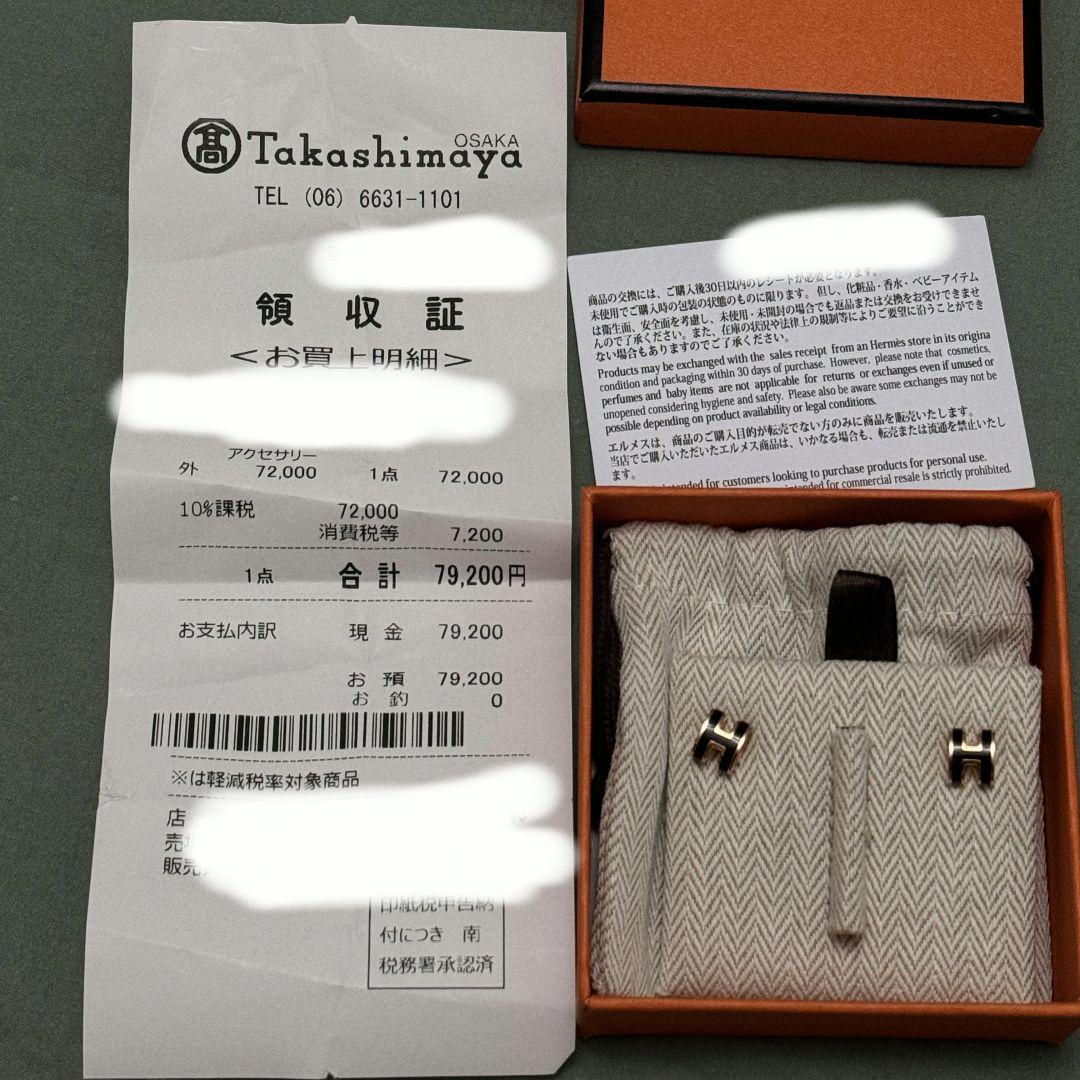 髙 Takashimaya
OSAKA
TEL (06) 6631-1101
領 収 証
<お買上明細>
アクセサリー
外 72,000 1点 72,000
10%課税 72,000
消費税等 7,200
1点 合 計 79,200円
お支払内訳 現 金 79,200
お 預 79,200
お 釣 0
※は軽減税率対象商品
店
売場
販売
印紙税申告納
付につき 南
税務署承認済
商品の交換には、ご購入後30日以内のレシートが必要となります。
未使用でご購入時の包装の状態のものに限ります。但し、化粧品・香水・ベビーアイテム
は衛生面、安全面を考慮し、未使用・未開封の場合でも返品または交換をお受けできませ
んので了承ください。また、在庫の状況や法律上の規制等によりご要望に沿うことができ
ない場合もありますのでご了承ください。
Products may be exchanged with the sales receipt from an Hermès store in its origina
condition and packaging within 30 days of purchase. However, please note that cosmetics,
perfumes and baby items are not applicable for returns or exchanges even if unused or
unopened considering hygiene and safety. Please also be aware some exchanges may not be
possible depending on product availability or legal conditions.
エルメスは、商品のご購入目的が転売でない方のみに商品を販売いたします。
当店でご購入いただいたエルメス商品は、いかなる場合も、転売または流通を禁止いたし
ます。
intended for customers looking to purchase products for personal use.
intended for commercial resale is strictly prohibited.